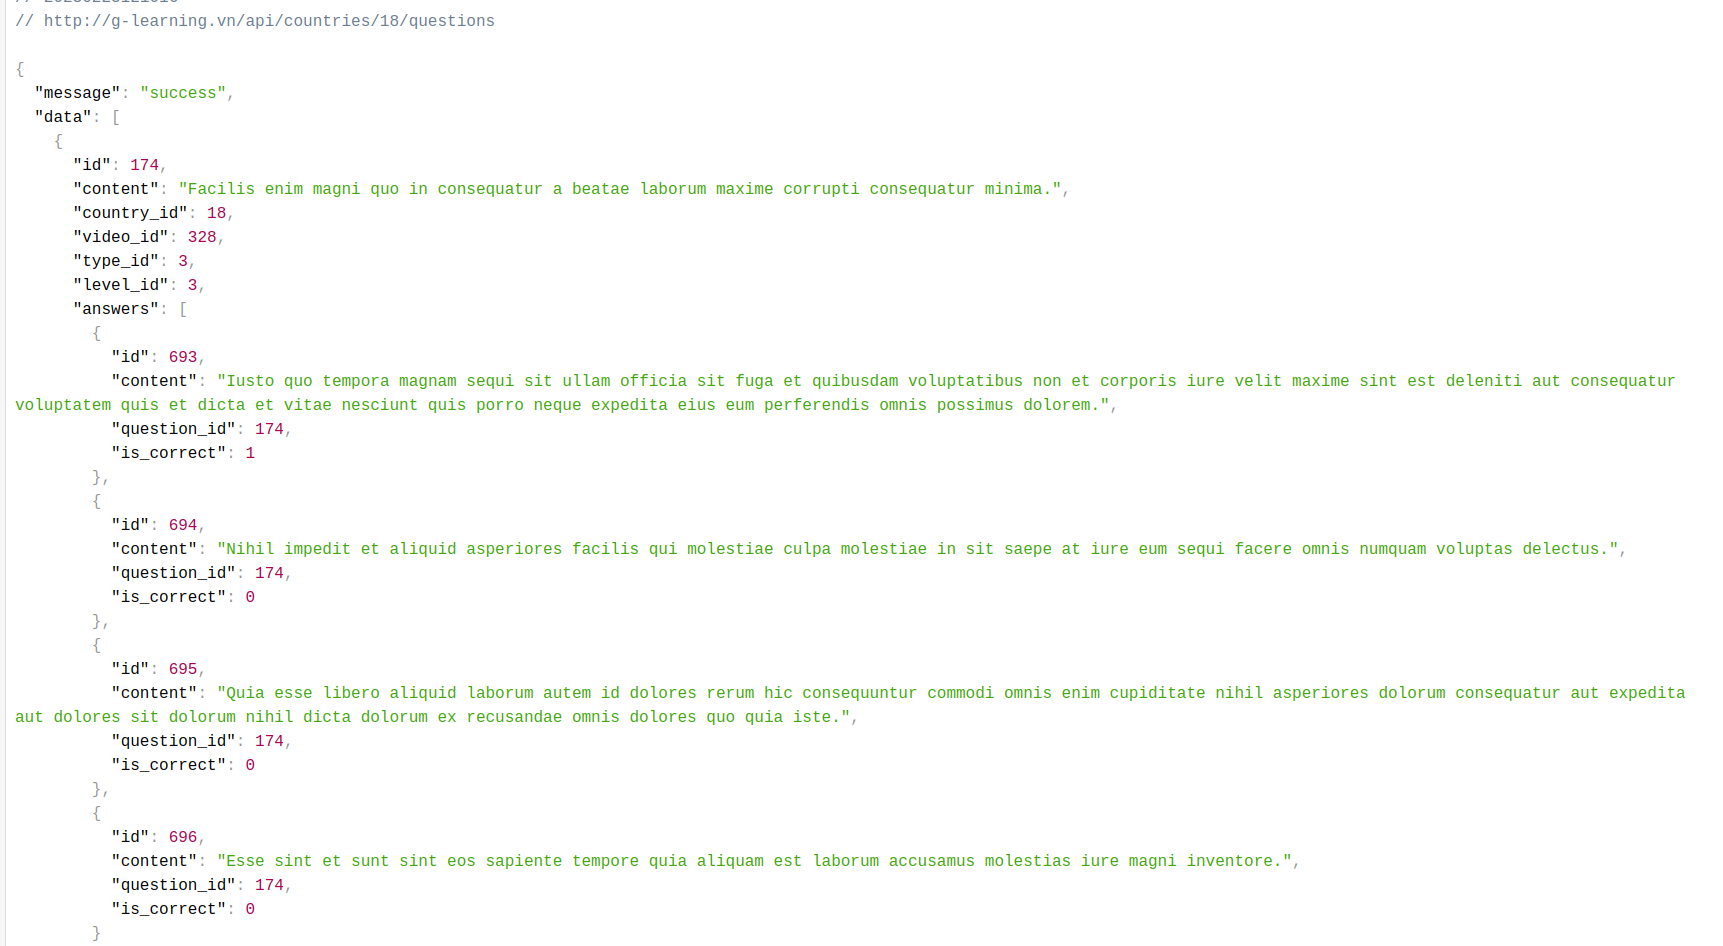 // http://g-learning.vn/api/countries/18/questions
{
"message": "success",
"data": [
{
"id": 174,
"content": "Facilis enim magni quo in consequatur a beatae laborum maxime corrupti consequatur minima.",
"country_id": 18,
"video_id": 328,
"type_id": 3,
"level_id": 3,
"answers": [
{
"id": 693,
"content": "Iusto quo tempora magnam sequi sit ullam officia sit fuga et quibusdam voluptatibus non et corporis iure velit maxime sint est deleniti aut consequatur
voluptatem quis et dicta et vitae nesciunt quis porro neque expedita eius eum perferendis omnis possimus dolorem.",
"question_id": 174,
"is_correct": 1
},
{
"id": 694,
"content": "Nihil impedit et aliquid asperiores facilis qui molestiae culpa molestiae in sit saepe at iure eum sequi facere omnis numquam voluptas delectus.",
"question_id": 174,
"is_correct": 0
},
{
"id": 695,
"content": "Quia esse libero aliquid laborum autem id dolores rerum hic consequuntur commodi omnis enim cupiditate nihil asperiores dolorum consequatur aut expedita
aut dolores sit dolorum nihil dicta dolorum ex recusandae omnis dolores quo quia iste.",
"question_id": 174,
"is_correct": 0
},
{
"id": 696,
"content": "Esse sint et sunt sint eos sapiente tempore quia aliquam est laborum accusamus molestias iure magni inventore.",
"question_id": 174,
"is_correct": 0
}